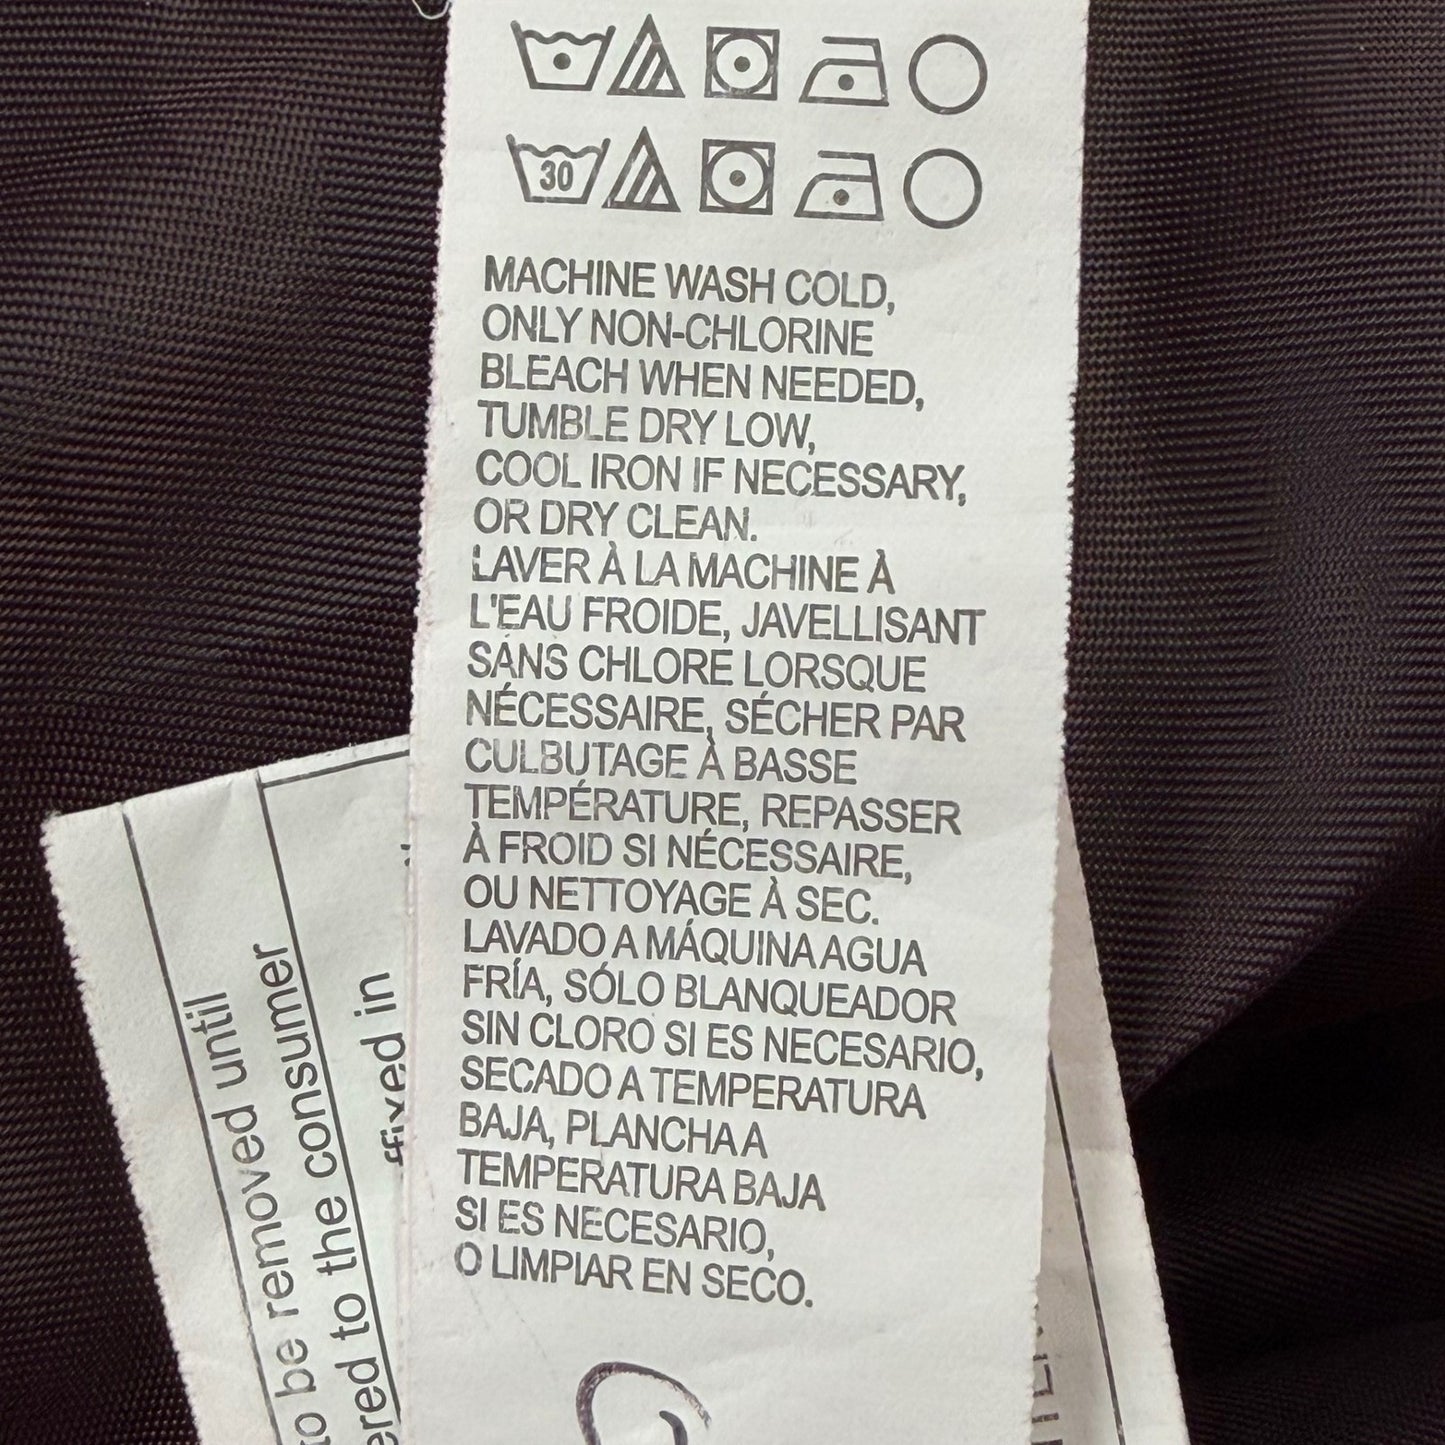 30
MACHINE WASH COLD,
ONLY NON-CHLORINE
BLEACH WHEN NEEDED,
TUMBLE DRY LOW,
COOL IRON IF NECESSARY,
OR DRY CLEAN.
LAVER À LA MACHINE À
L'EAU FROIDE, JAVELLISANT
SANS CHLORE LORSQUE
NÉCESSAIRE, SÉCHER PAR
CULBUTAGE À BASSE
TEMPÉRATURE, REPASSER
À FROID SI NÉCESSAIRE,
OU NETTOYAGE À SEC.
LAVADO A MÁQUINA AGUA
FRÍA, SÓLO BLANQUEADOR
SIN CLORO SI ES NECESARIO,
SECADO A TEMPERATURA
BAJA, PLANCHA A
TEMPERATURA BAJA
SI ES NECESARIO,
O LIMPIAR EN SECO.
to be removed until
ered to the consumer
ffixed in